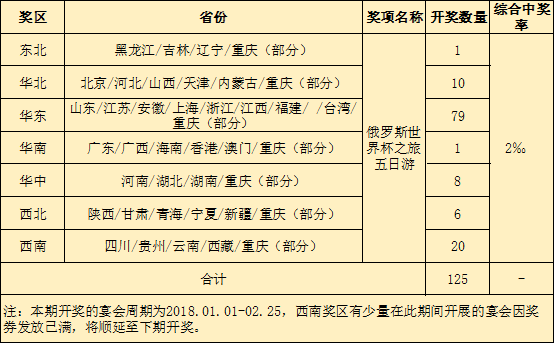 奖区 省份 奖项名称 开奖数量 综合中奖
率
东北 黑龙江/吉林/辽宁/重庆（部分） 1
华北 北京/河北/山西/天津/内蒙古/重庆（部分） 10
华东 山东/江苏/安徽/上海/浙江/江西/福建/ /台湾/
重庆（部分） 79
俄罗斯世
界杯之旅
五日游
华南 广东/广西/海南/香港/澳门/重庆（部分） 1 2‰
华中 河南/湖北/湖南/重庆（部分） 8
西北 陕西/甘肃/青海/宁夏/新疆/重庆（部分） 6
西南 四川/贵州/云南/西藏/重庆（部分） 20
合计 125 -
注：本期开奖的宴会周期为2018.01.01-02.25，西南奖区有少量在此期间开展的宴会因奖
券发放已满，将顺延至下期开奖。